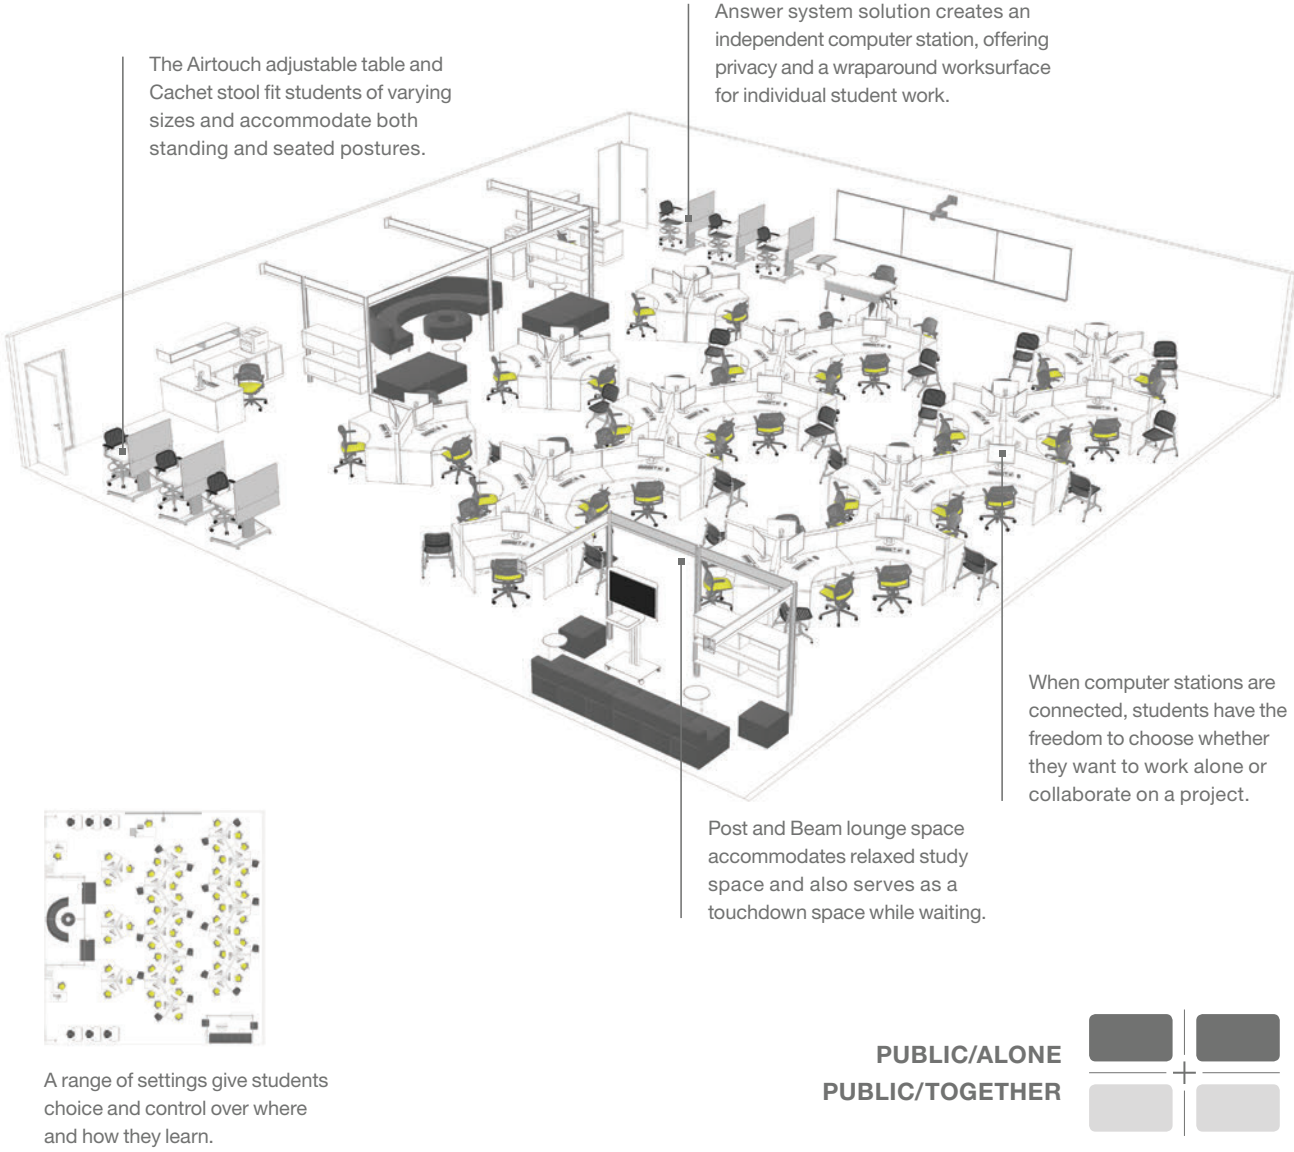 Answer system solution creates an
independent computer station, offering
privacy and a wraparound worksurface
for individual student work.
The Airtouch adjustable table and
Cachet stool fit students of varying
sizes and accommodate both
standing and seated postures.
When computer stations are
connected, students have the
freedom to choose whether
they want to work alone or
collaborate on a project.
Post and Beam lounge space
accommodates relaxed study
space and also serves as a
touchdown space while waiting.
A range of settings give students
choice and control over where
and how they learn.
PUBLIC/ALONE
PUBLIC/TOGETHER